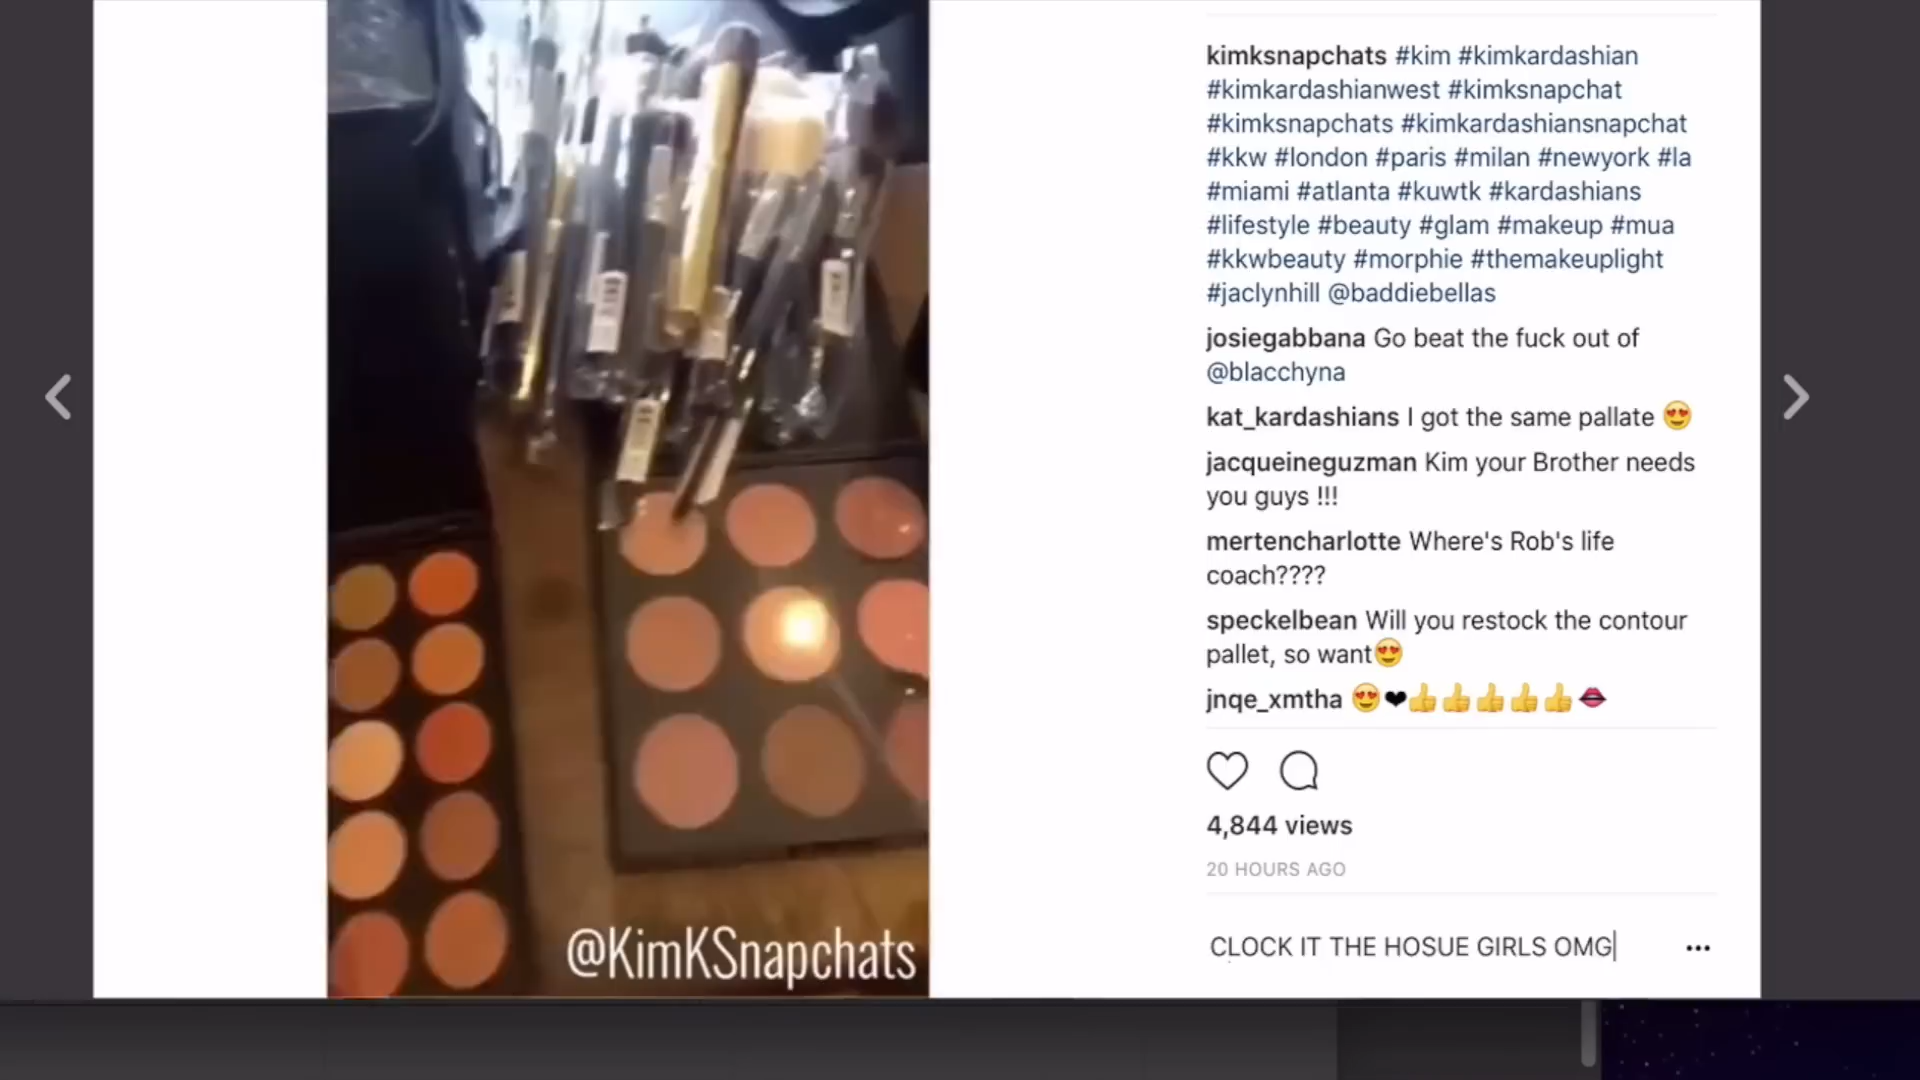 kimksnapchats #kim #kimkardashian
#kimkardashianwest #kimksnapchat
#kimksnapchats #kimkardashiansnapchat
#kkw #london #paris #milan #newyork #la
#miami #atlanta #kuwtk #kardashians
#lifestyle #beauty #glam #makeup #mua
#kkwbeauty #morphie #themakeuplight
#jaclynhill @baddiebellas
josiegabbana Go beat the fuck out of
@blacchyna
kat_kardashians I got the same pallate 😍
jacqueineguzman Kim your Brother needs
you guys !!!
mertencharlotte Where's Rob's life
coach????
speckelbean Will you restock the contour
pallet, so want😍
jnqe_xmtha 😍❤👍👍👍👍👍👄
4,844 views
20 HOURS AGO
CLOCK IT THE HOSUE GIRLS OMG
@KimKSnapchats